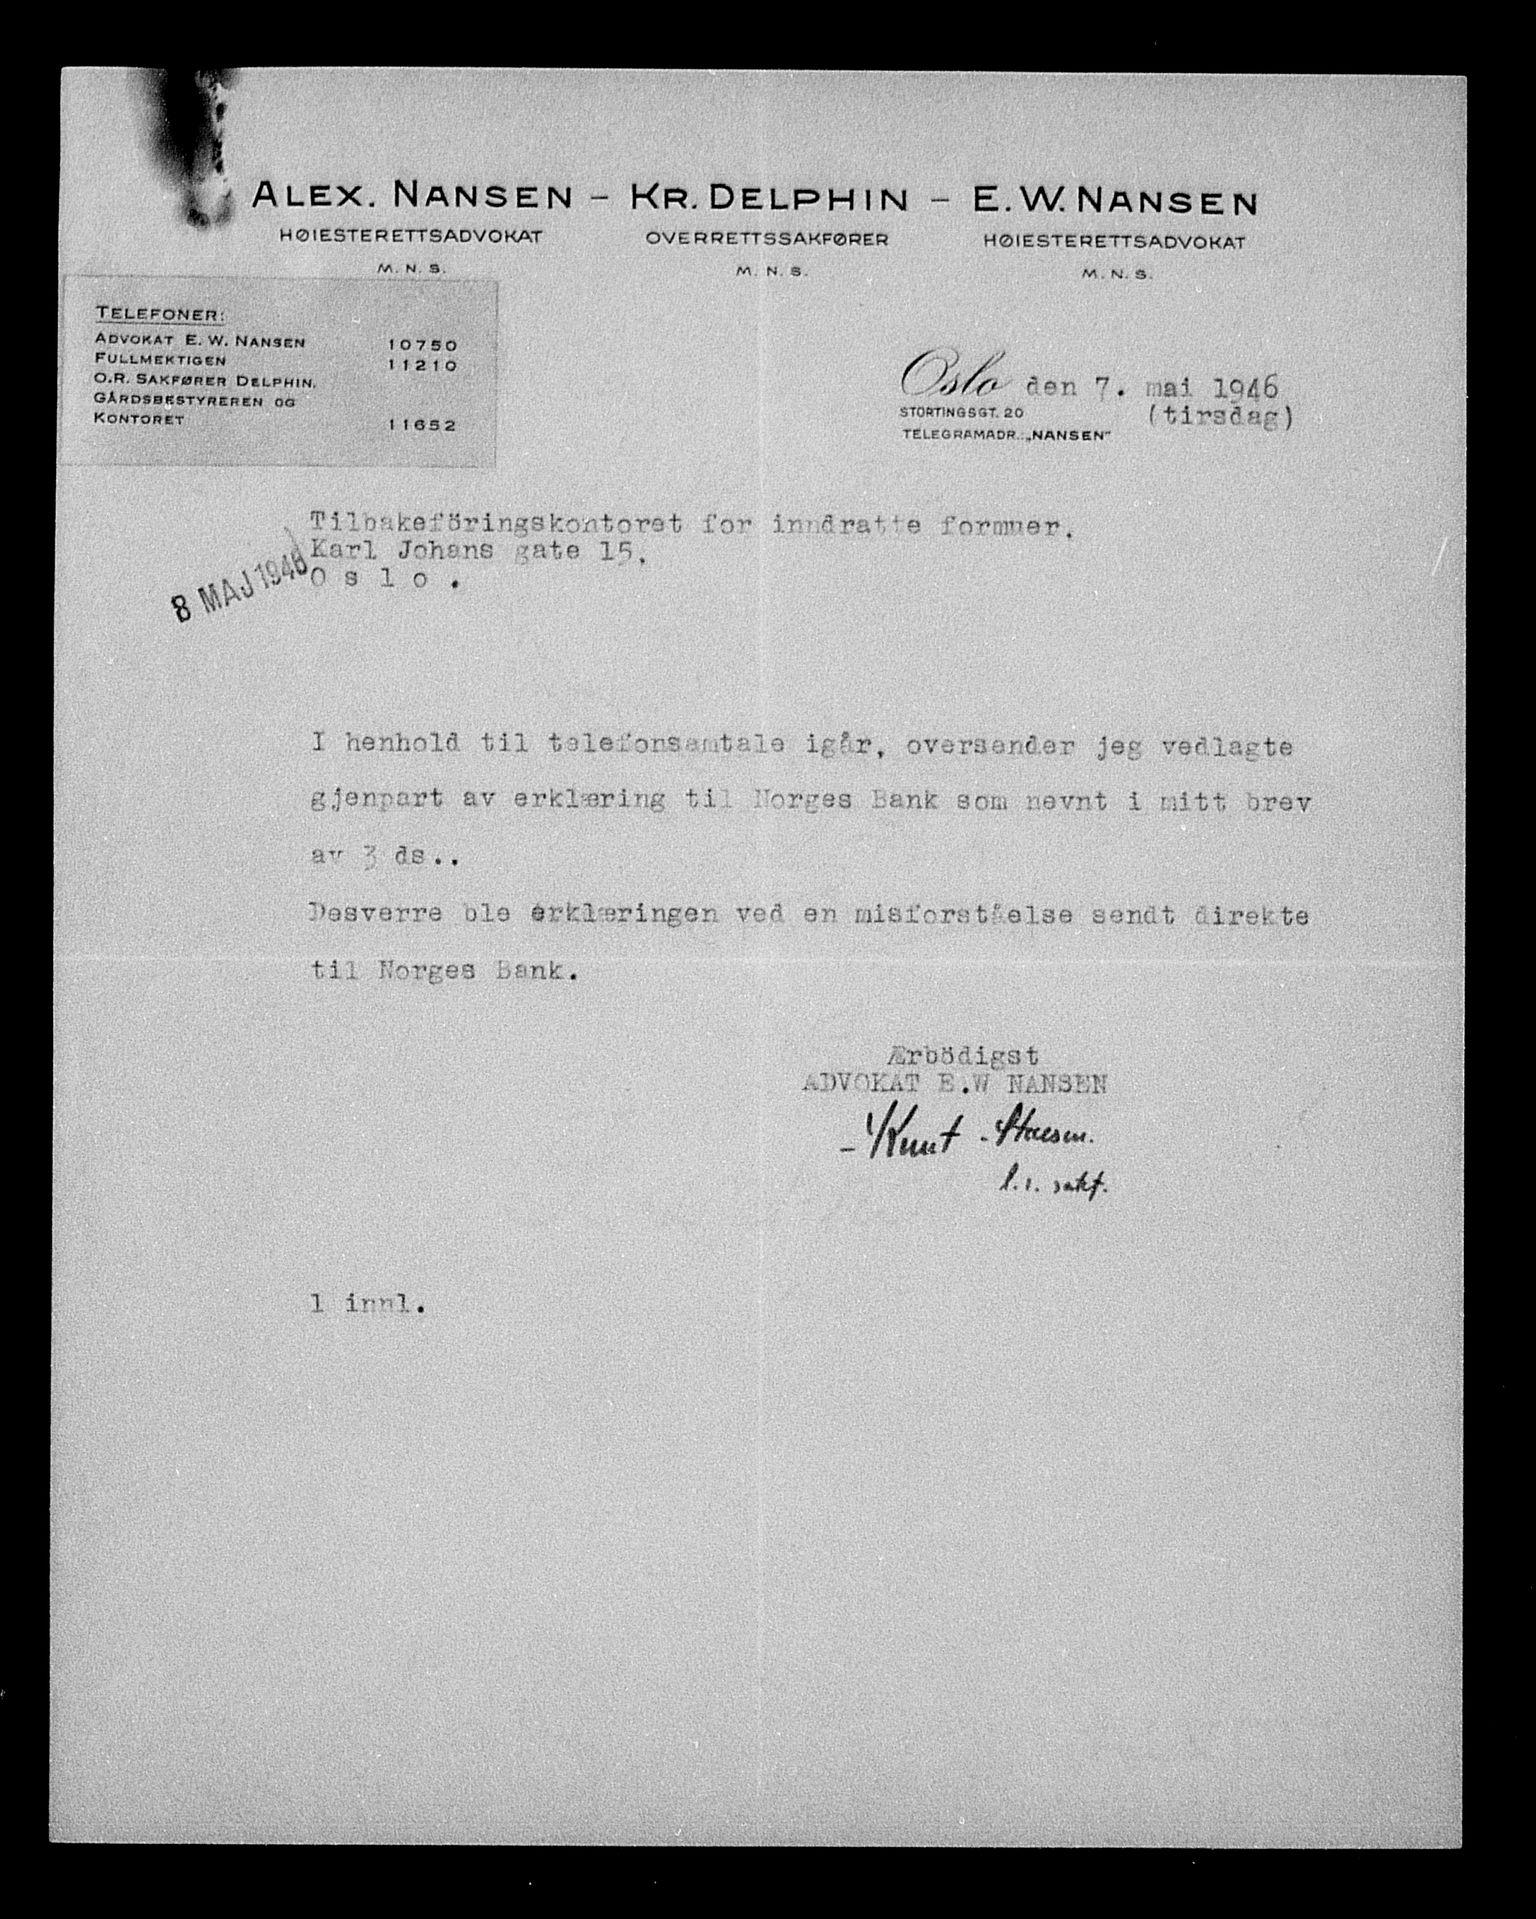 ALEX. NANSEN – KR. DELPHIN – E. W. NANSEN
HØIESTERETTSADVOKAT OVERRETTSSAKFØRER HØIESTERETTSADVOKAT
M. N. S. M. N. S. M. N. S.
TELEFONER:
ADVOKAT E. W. NANSEN 10750
FULLMEKTIGEN 11210
O.R. SAKFØRER DELPHIN,
GÅRDSBESTYREREN OG
KONTORET 11652
Oslo den 7. mai 1946
STORTINGSGT. 20 (tirsdag)
TELEGRAMADR.: „NANSEN"
Tilbakeföringskontoret for inndratte formuer.
Karl Johans gate 15.
O s l o .
8 MAJ 1946
I henhold til telefonsamtale igår, oversender jeg vedlagte
gjenpart av erklæring til Norges Bank som nevnt i mitt brev
av 3 ds..
Desverre ble erklæringen ved en misforståelse sendt direkte
til Norges Bank.
Ærbödigst
ADVOKAT E.W NANSEN
Knut
1 innl.